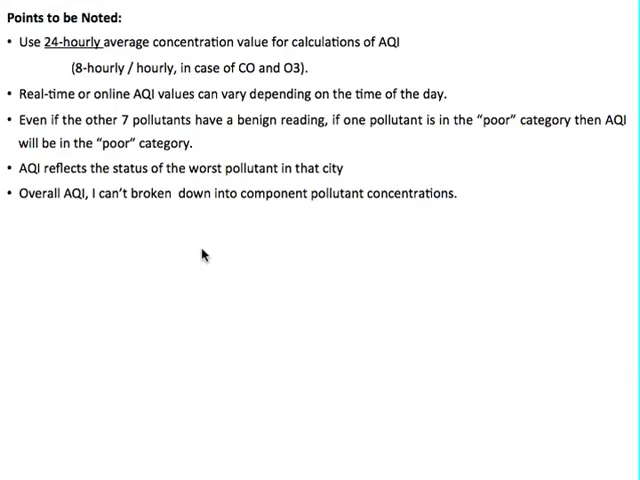 Points to be Noted:
• Use 24-hourly average concentration value for calculations of AQI
(8-hourly / hourly, in case of CO and O3).
• Real-time or online AQI values can vary depending on the time of the day.
• Even if the other 7 pollutants have a benign reading, if one pollutant is in the “poor” category then AQI
will be in the “poor” category.
• AQI reflects the status of the worst pollutant in that city
• Overall AQI, I can’t broken down into component pollutant concentrations.